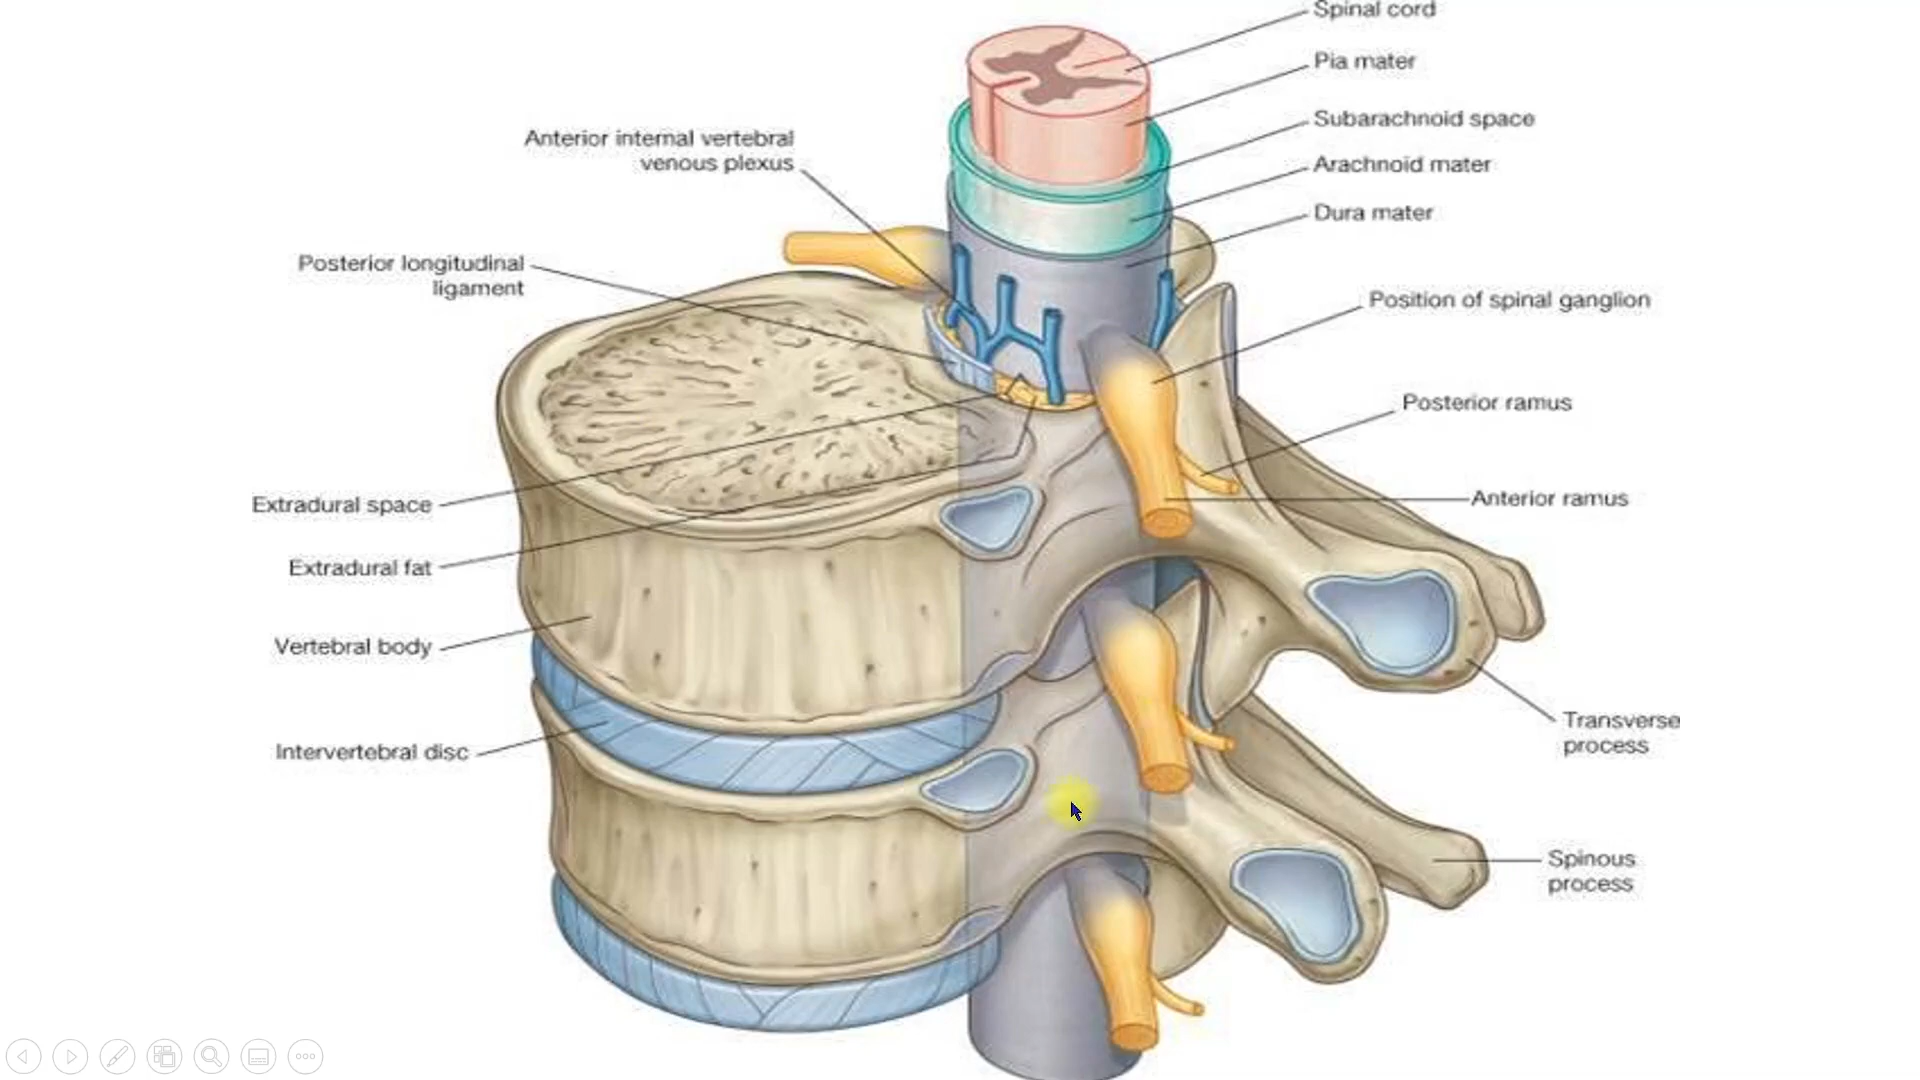 Spinal cord
Pia mater
Subarachnoid space
Arachnoid mater
Dura mater
Position of spinal ganglion
Posterior ramus
Anterior ramus
Transverse
process
Spinous
process
Anterior internal vertebral
venous plexus
Posterior longitudinal
ligament
Extradural space
Extradural fat
Vertebral body
Intervertebral disc